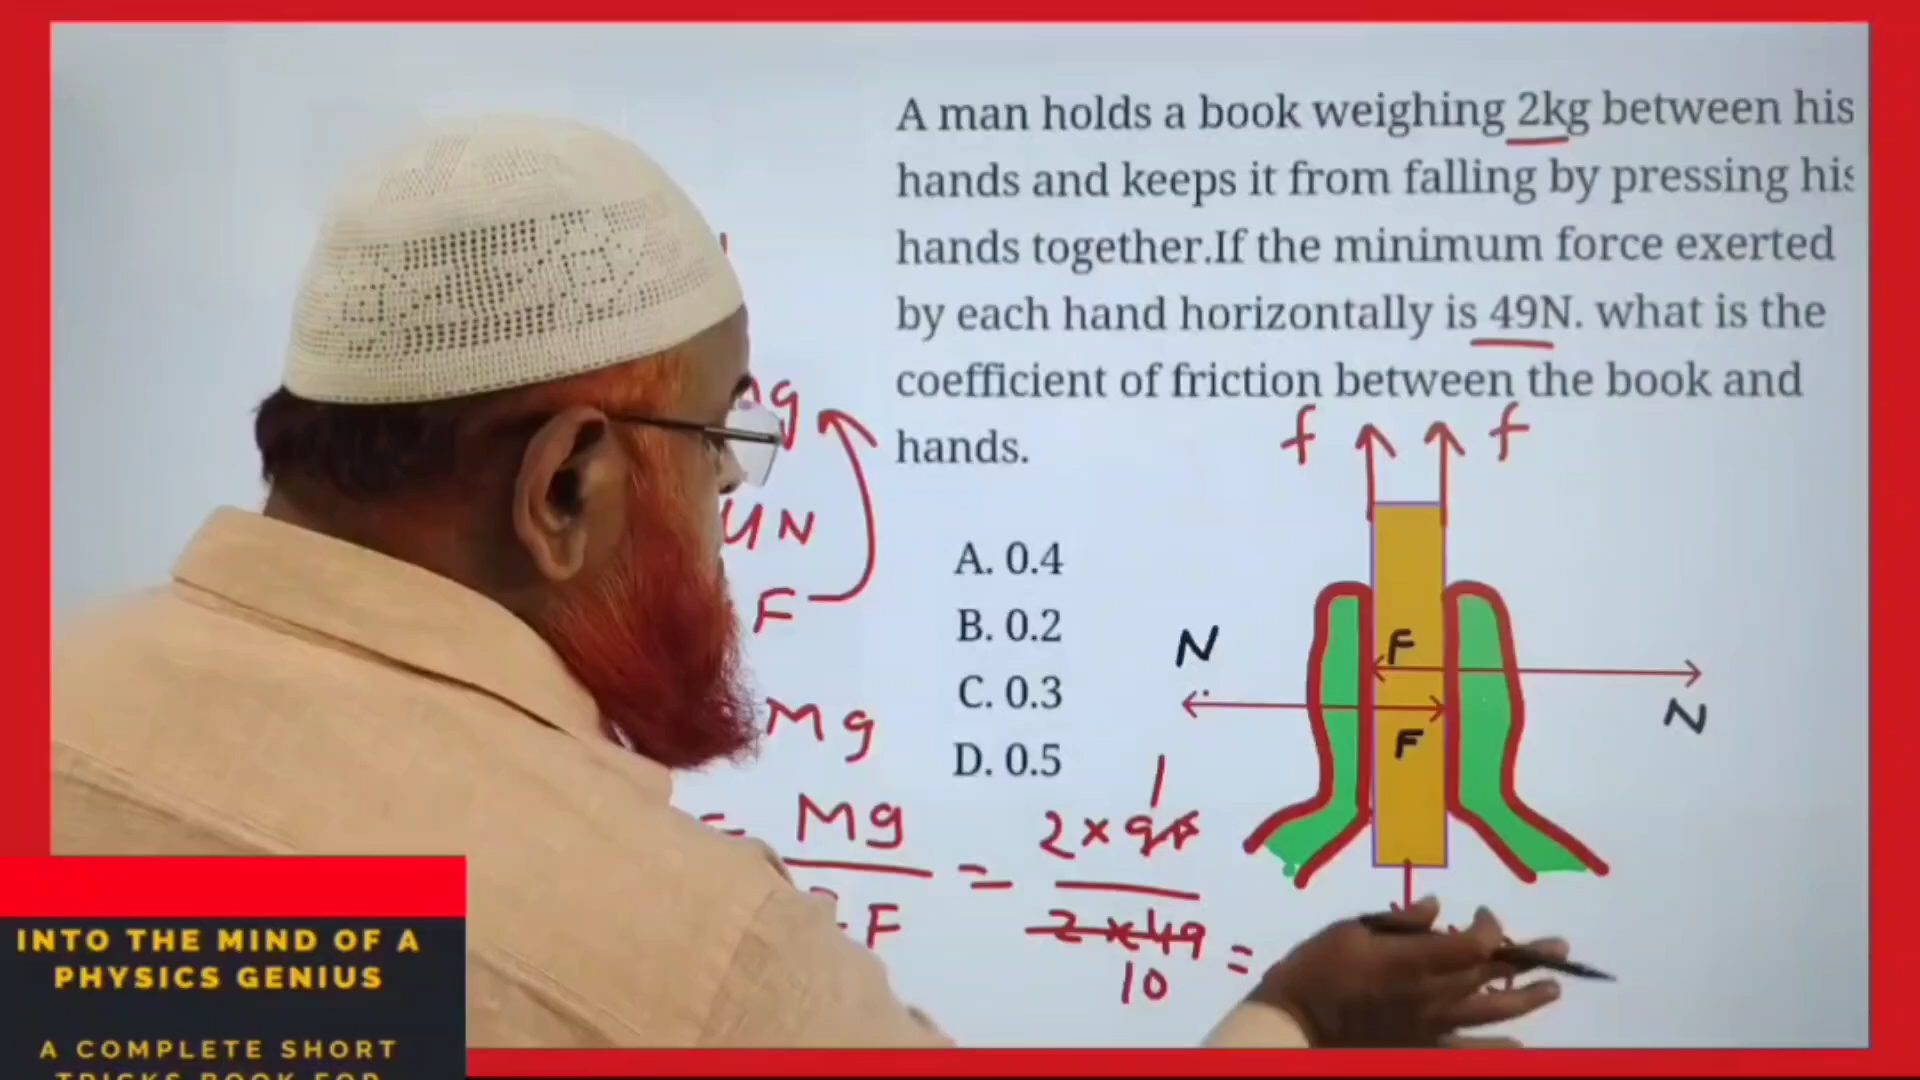 A man holds a book weighing 2kg between his
hands and keeps it from falling by pressing his
hands together.If the minimum force exerted
by each hand horizontally is 49N. what is the
coefficient of friction between the book and
hands.
A. 0.4
B. 0.2
C. 0.3
D. 0.5
f f
N F
F N
g
μN
F
Mg
= Mg
F
= 2 × 98 1
2 × 49
10
=
INTO THE MIND OF A
PHYSICS GENIUS
A COMPLETE SHORT
TRICKS BOOK FOR